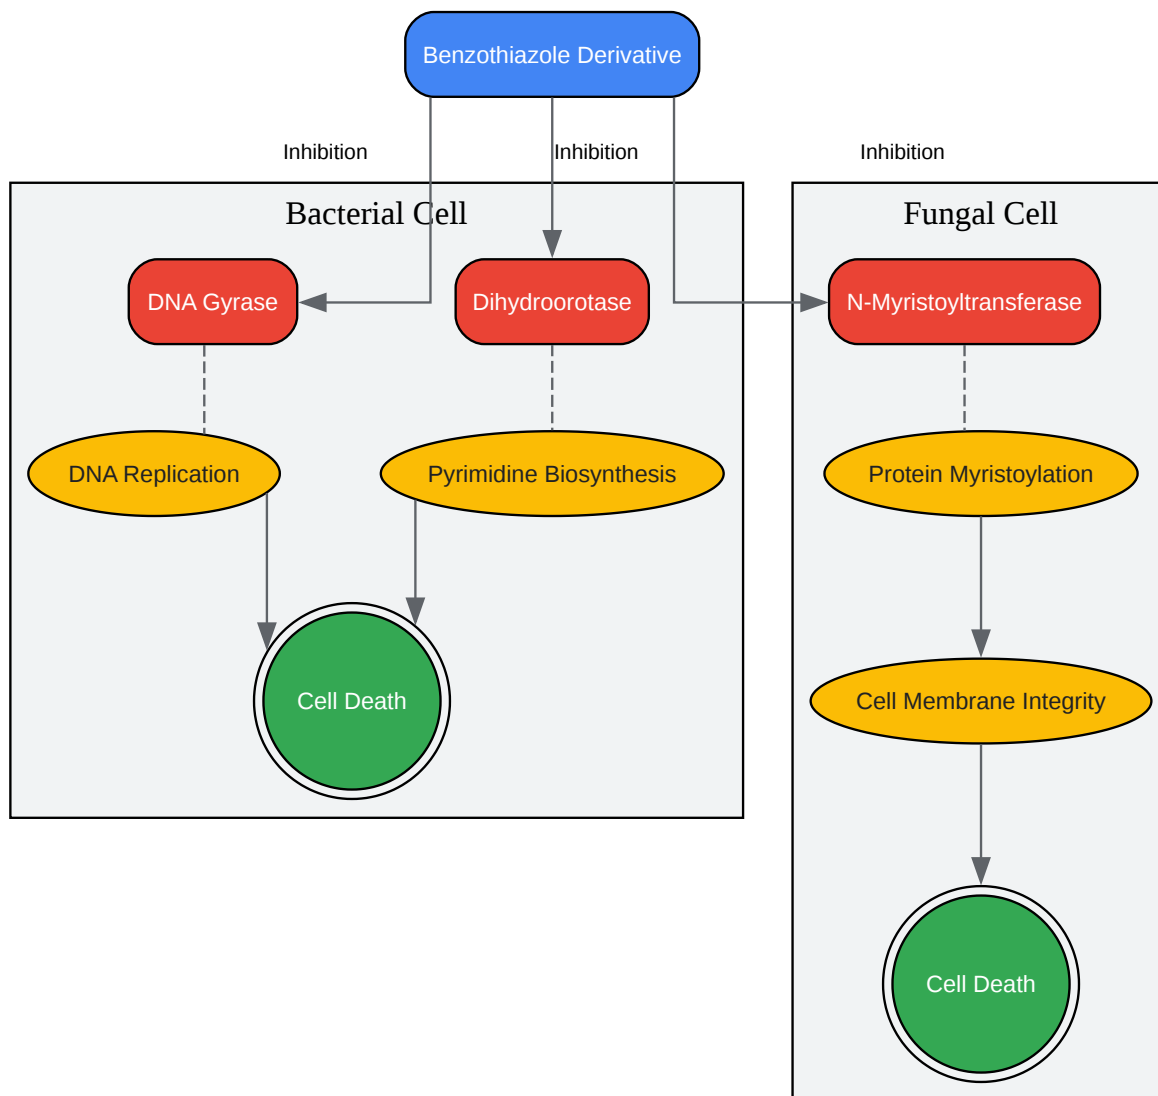 Benzothiazole Derivative
Inhibition
Inhibition
Inhibition
Bacterial Cell
Fungal Cell
DNA Gyrase
Dihydroorotase
N-Myristoyltransferase
DNA Replication
Pyrimidine Biosynthesis
Protein Myristoylation
Cell Death
Cell Membrane Integrity
Cell Death